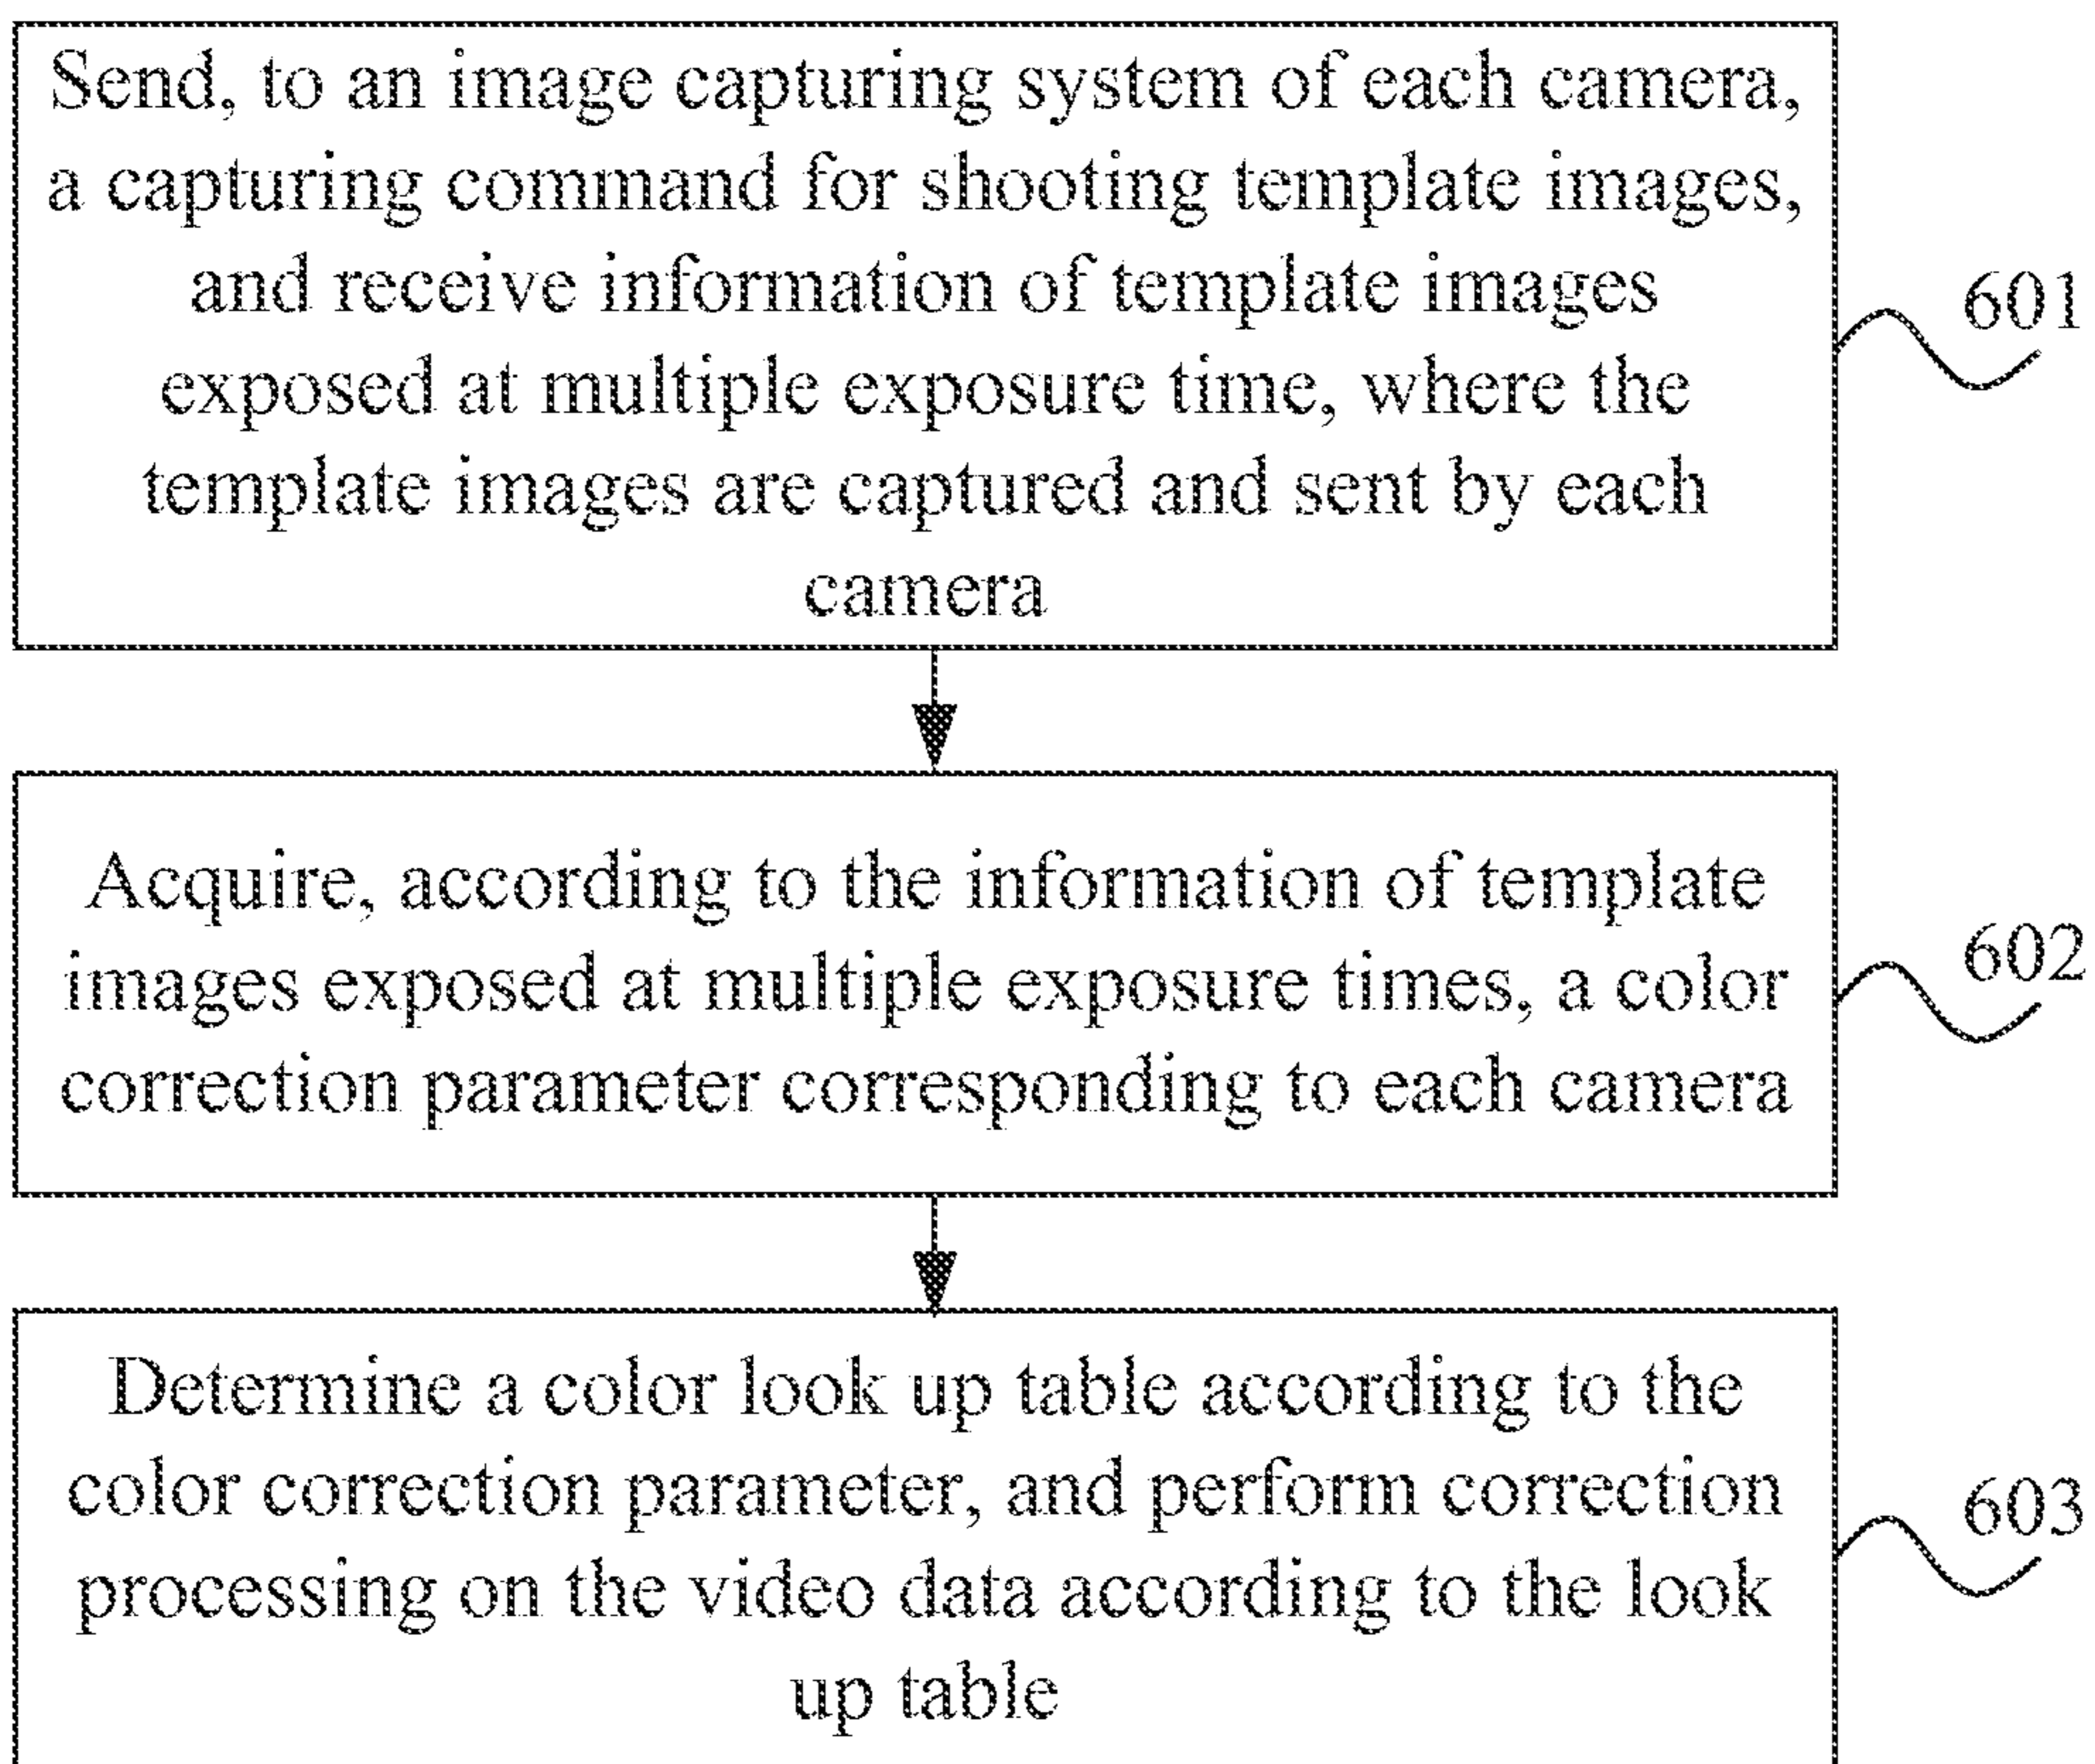 Send, to an image capturing system of each camera,
a capturing command for shooting template images,
and receive information of template images
exposed at multiple exposure time, where the
template images are captured and sent by each
camera
601
Acquire, according to the information of template
images exposed at multiple exposure times, a color
correction parameter corresponding to each camera
602
Determine a color look up table according to the
color correction parameter, and perform correction
processing on the video data according to the look
up table
603